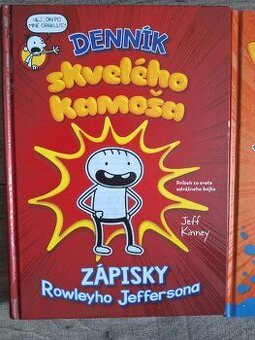 HEJ, ON PO
MNE OPAKUJE!
DENNÍK
skvelého
kamoša
Príbeh zo sveta
odvážneho bojka
Jeff
Kinney
ZÁPISKY
Rowleyho Jeffersona